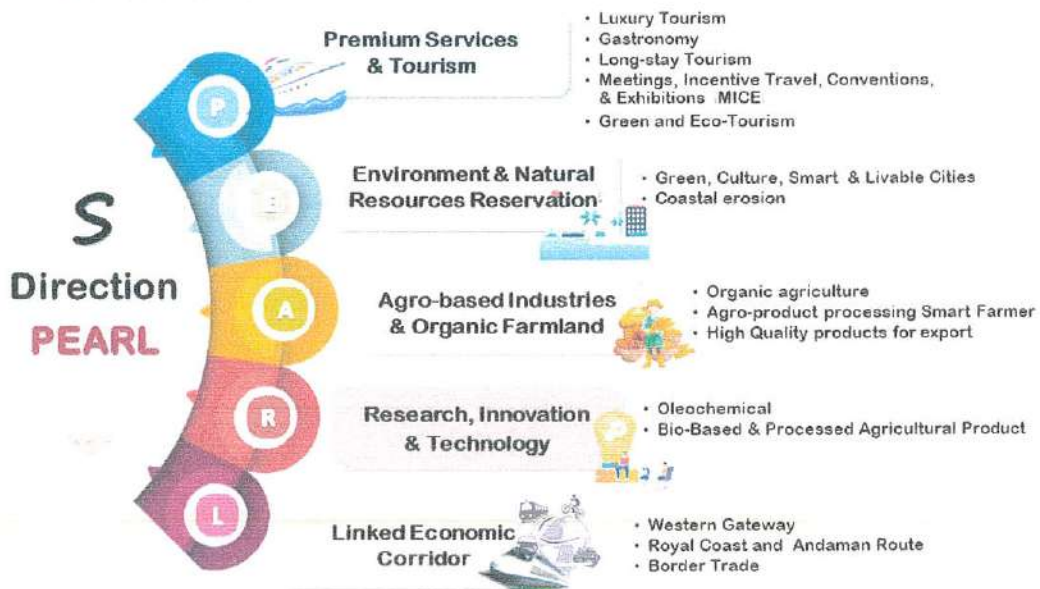 S
Direction
PEARL
P
Premium Services
& Tourism
• Luxury Tourism
• Gastronomy
• Long-stay Tourism
• Meetings, Incentive Travel, Conventions,
& Exhibitions MICE
• Green and Eco-Tourism
E
Environment & Natural
Resources Reservation
• Green, Culture, Smart & Livable Cities
• Coastal erosion
A
Agro-based Industries
& Organic Farmland
• Organic agriculture
• Agro-product processing Smart Farmer
• High Quality products for export
R
Research, Innovation
& Technology
• Oleochemical
• Bio-Based & Processed Agricultural Product
L
Linked Economic
Corridor
• Western Gateway
• Royal Coast and Andaman Route
• Border Trade